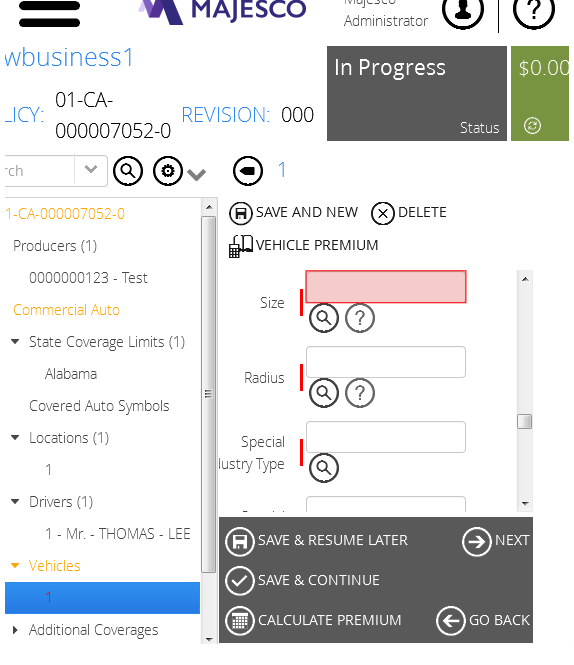 MAJESCO
Majesco
Administrator
?
wbusiness1
In Progress
$0.00
LICY:
01-CA-
000007052-0
REVISION: 000
Status
rch
1
1-CA-000007052-0
SAVE AND NEW
DELETE
Producers (1)
VEHICLE PREMIUM
0000000123 - Test
Commercial Auto
Size
?
State Coverage Limits (1)
Alabama
Radius
?
Covered Auto Symbols
Locations (1)
Special
ustry Type
1
Drivers (1)
1 - Mr. - THOMAS - LEE
Vehicles
1
Additional Coverages
SAVE & RESUME LATER
NEXT
SAVE & CONTINUE
CALCULATE PREMIUM
GO BACK